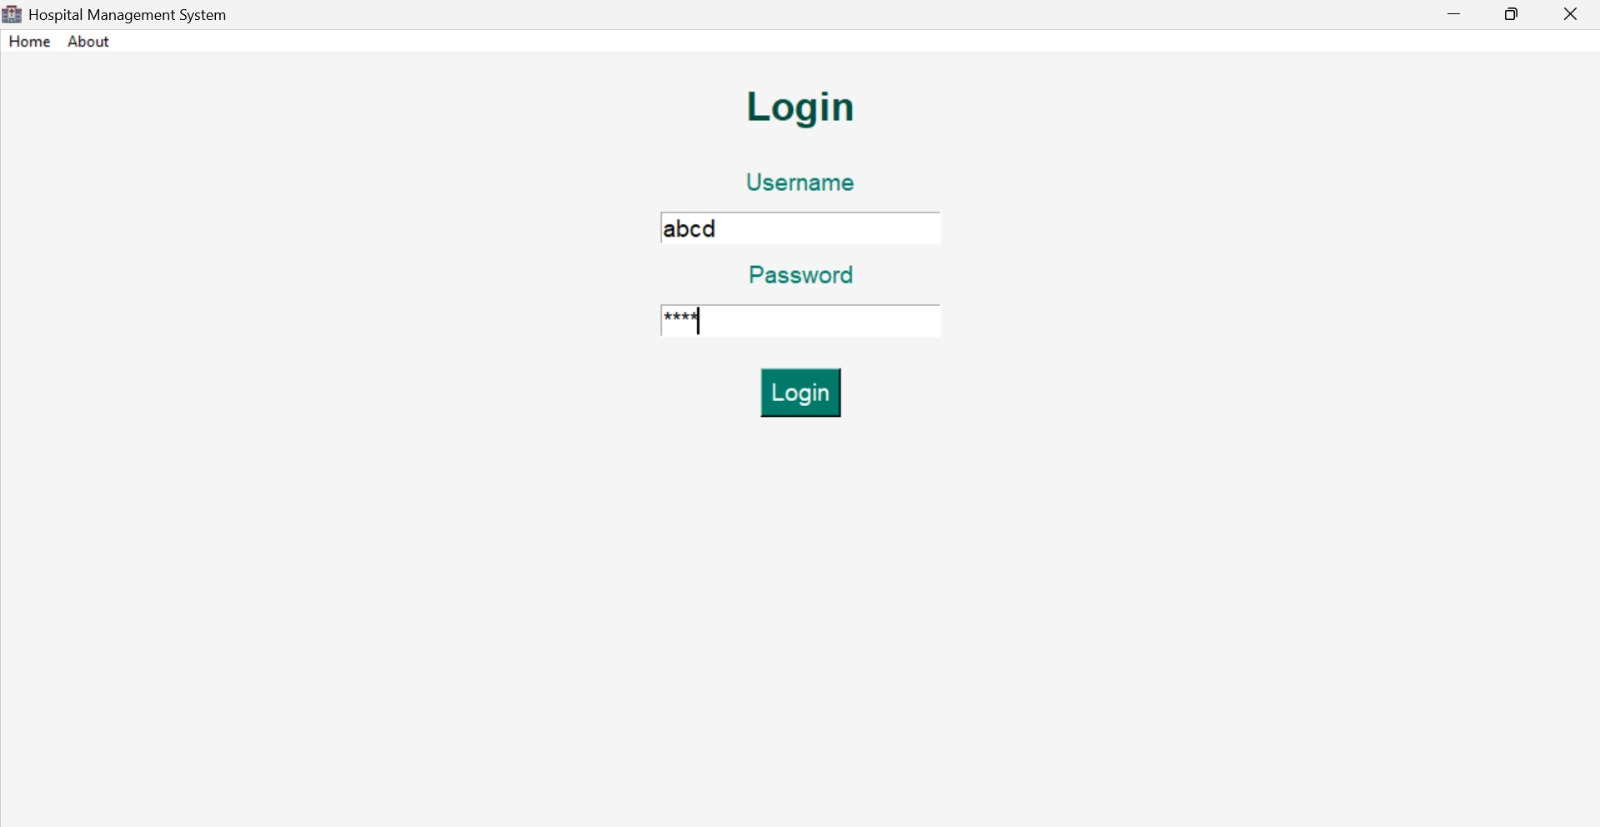 Hospital Management System
Home About
Login
Username
abcd
Password
****
Login